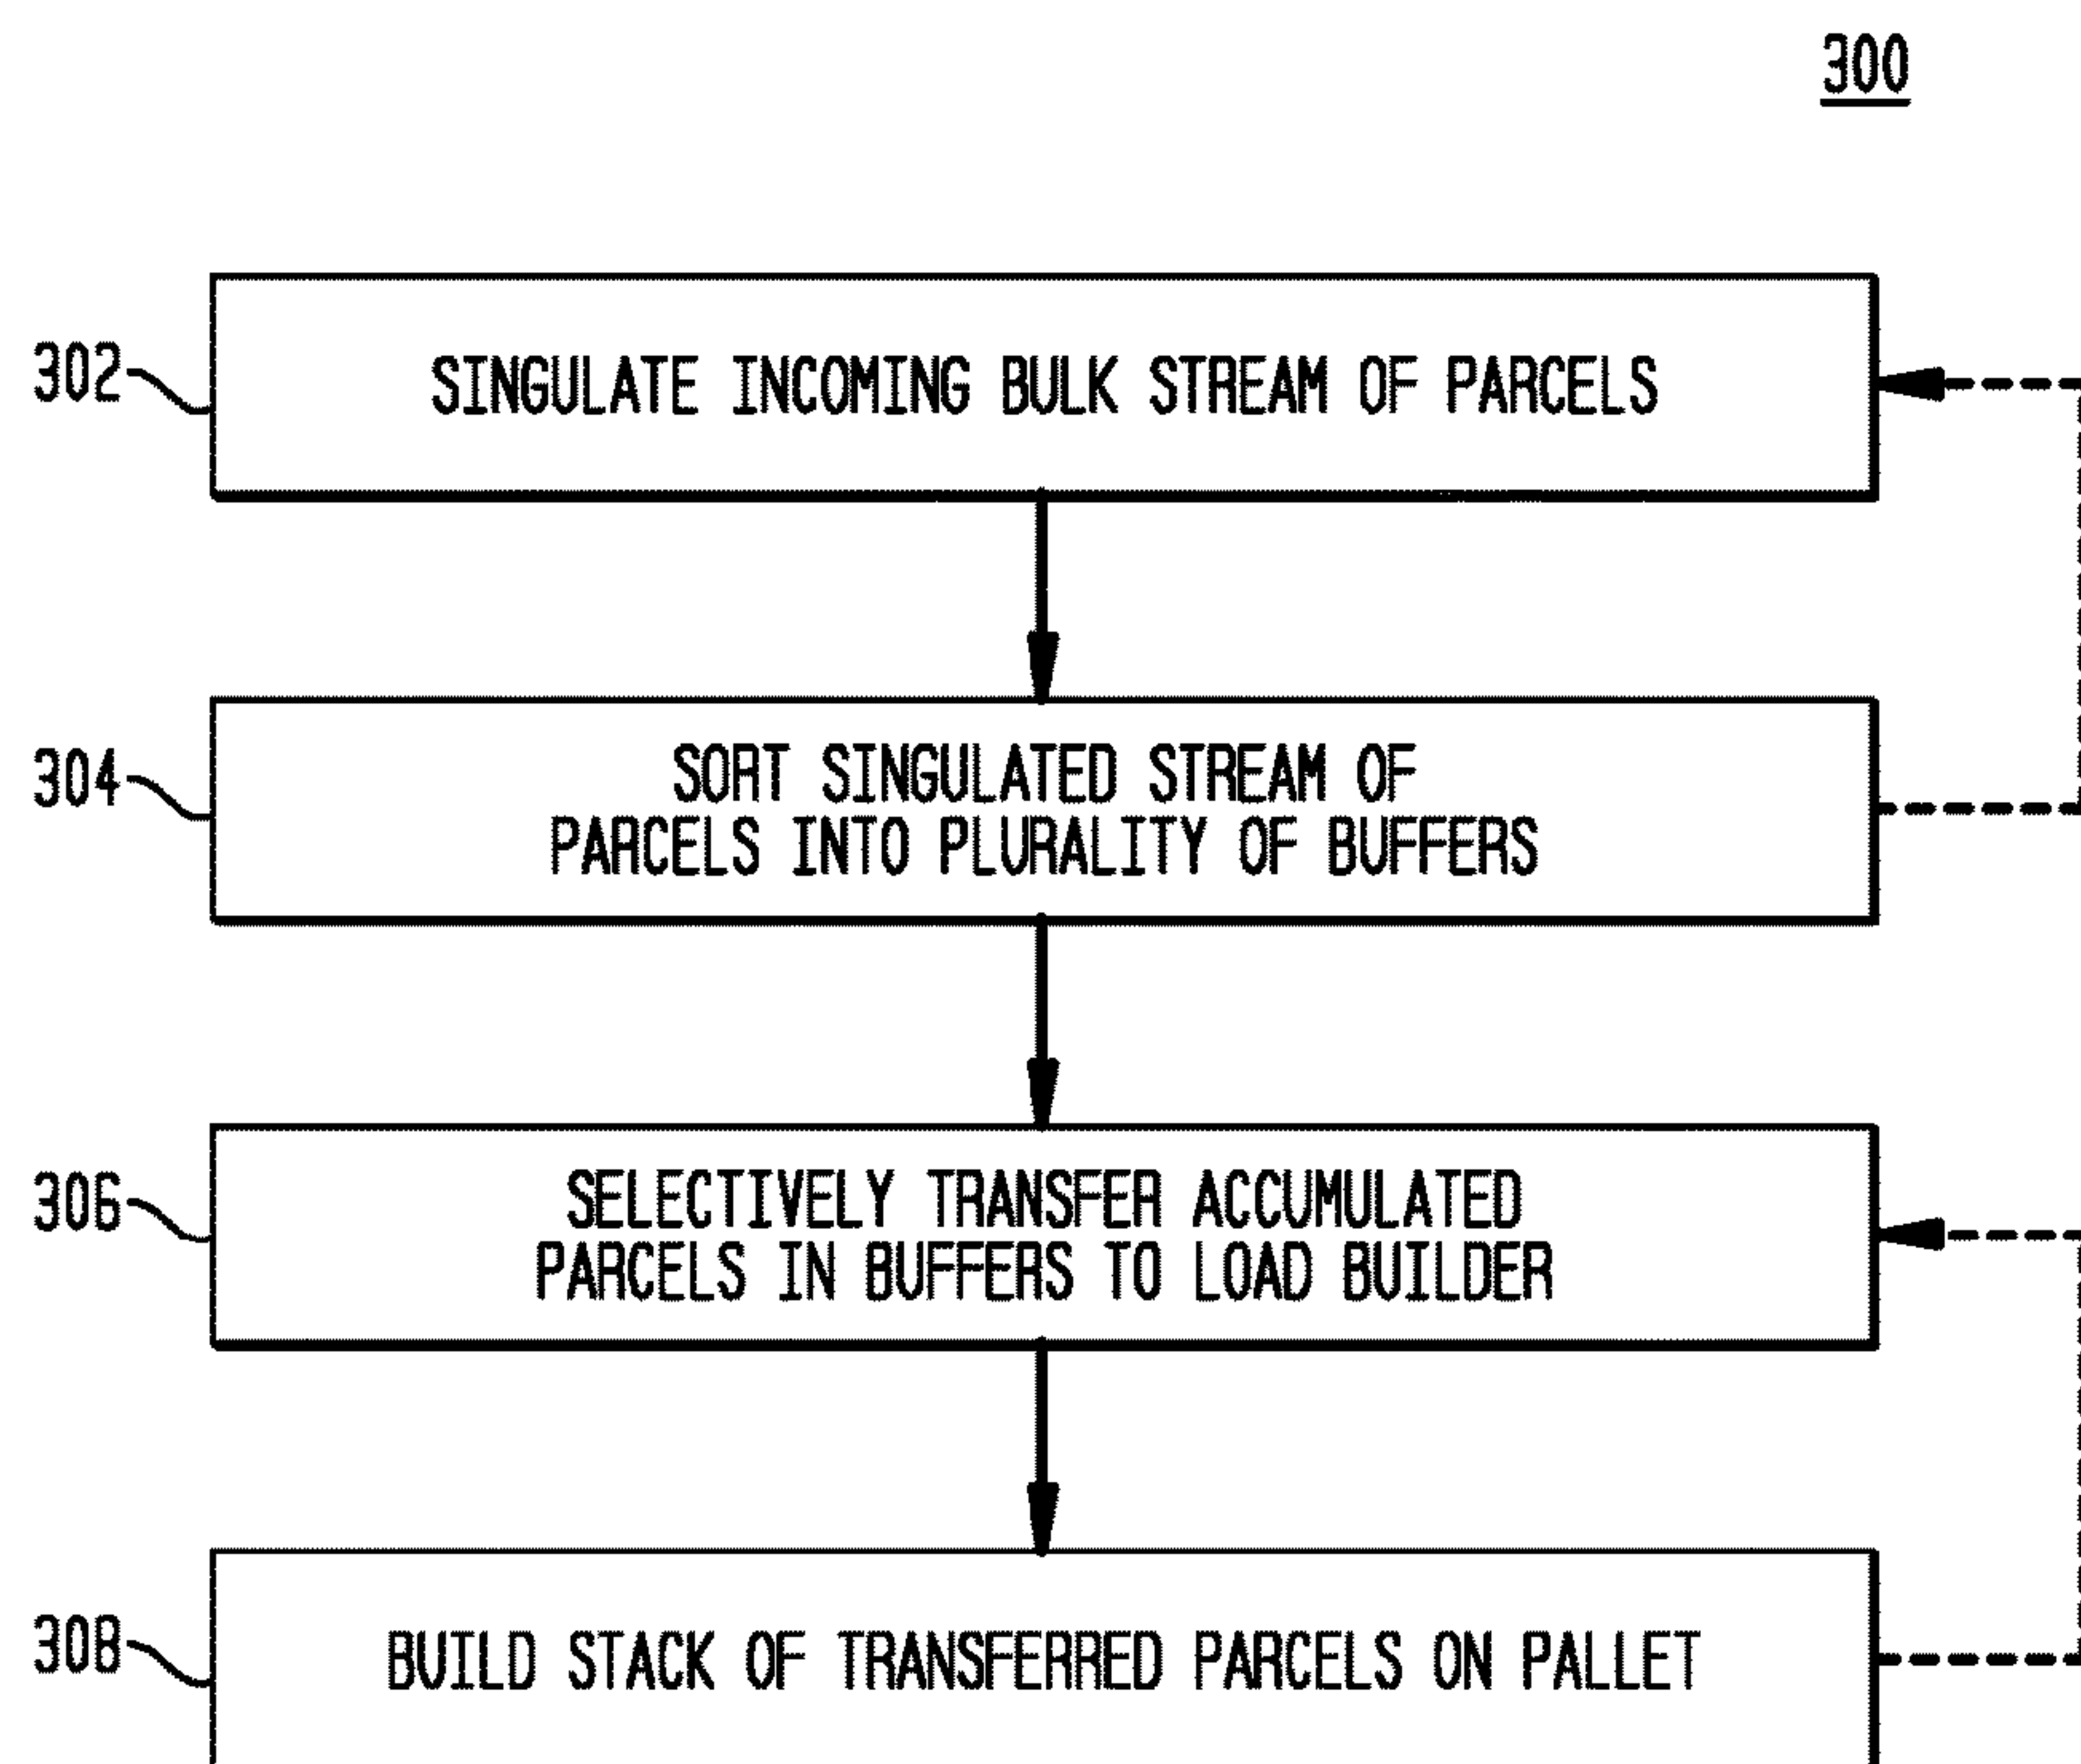 300
302
SINGULATE INCOMING BULK STREAM OF PARCELS
304
SORT SINGULATED STREAM OF
PARCELS INTO PLURALITY OF BUFFERS
306
SELECTIVELY TRANSFER ACCUMULATED
PARCELS IN BUFFERS TO LOAD BUILDER
308
BUILD STACK OF TRANSFERRED PARCELS ON PALLET